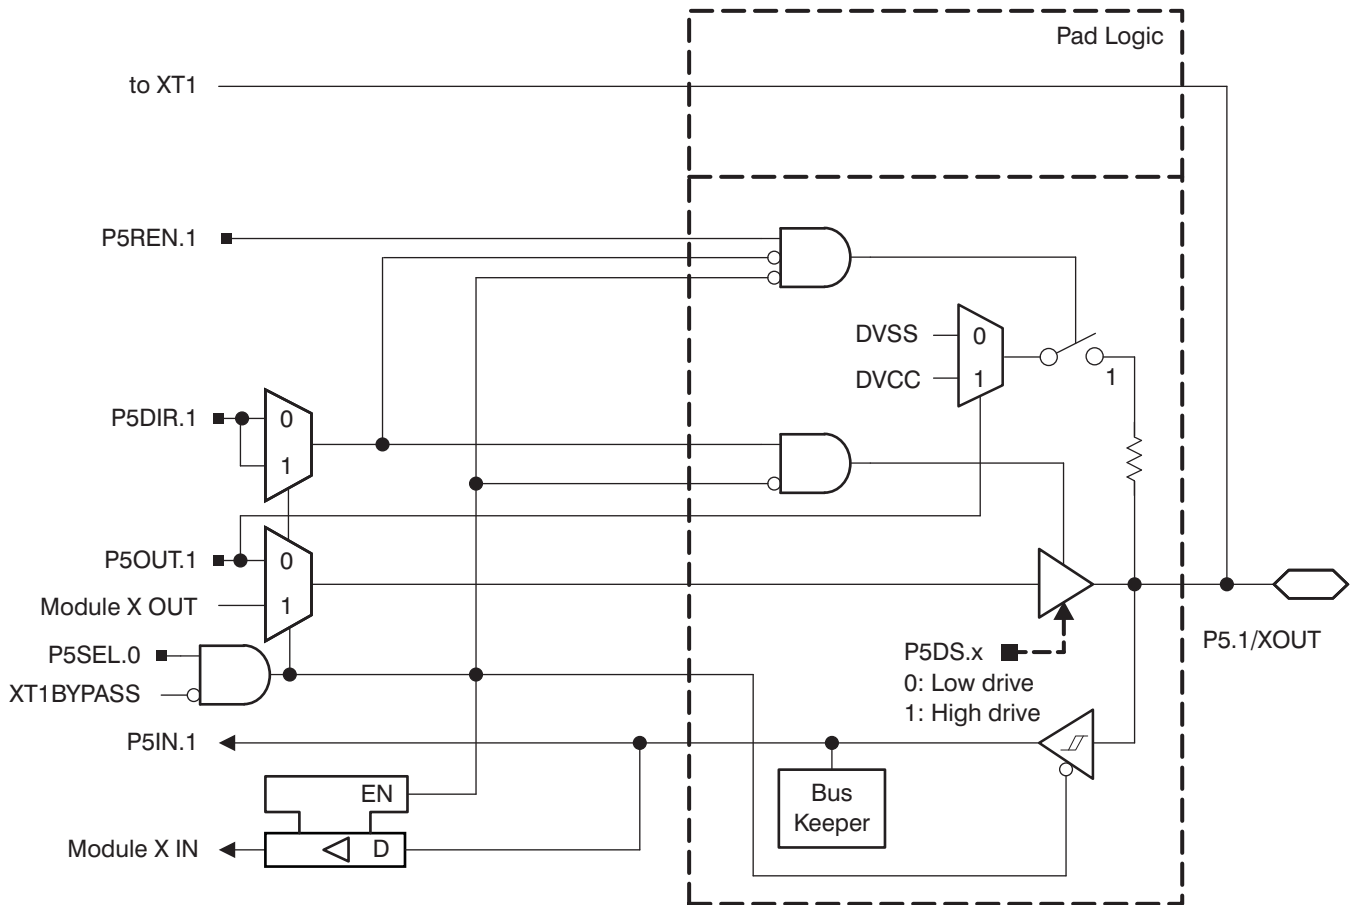 Pad Logic
to XT1
P5REN.1
DVSS
0
DVCC
1
1
P5DIR.1
0
1
P5OUT.1
0
Module X OUT
1
P5SEL.0
XT1BYPASS
P5DS.x
0: Low drive
1: High drive
P5.1/XOUT
P5IN.1
EN
Bus
Keeper
Module X IN
D